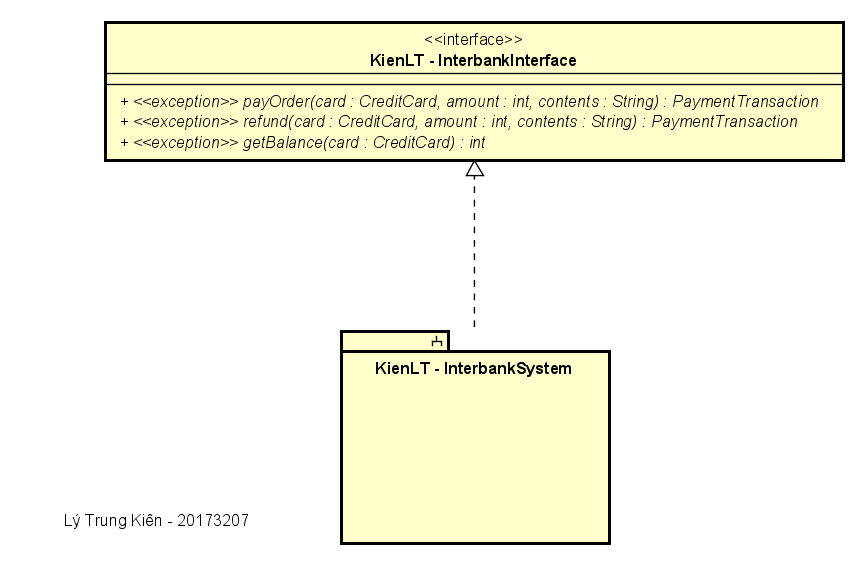 <<interface>>
KienLT - InterbankInterface
+ <<exception>> payOrder(card : CreditCard, amount : int, contents : String) : PaymentTransaction
+ <<exception>> refund(card : CreditCard, amount : int, contents : String) : PaymentTransaction
+ <<exception>> getBalance(card : CreditCard) : int
KienLT - InterbankSystem
Lý Trung Kiên - 20173207